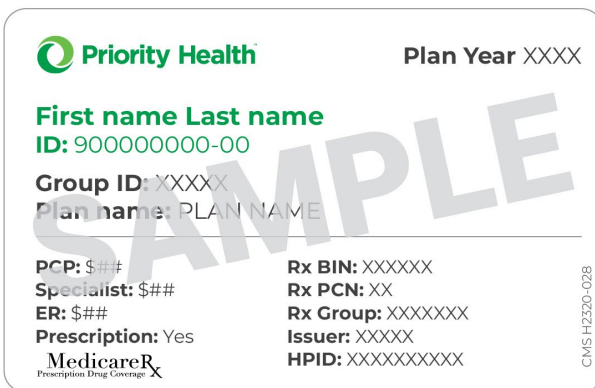 Priority Health
Plan Year XXXX
First name Last name
ID: 900000000-00
Group ID: XXXXX
Plan name: PLAN NAME
SAMPLE
PCP: $##
Specialist: $##
ER: $##
Prescription: Yes
MedicareRx
Prescription Drug Coverage
Rx BIN: XXXXXX
Rx PCN: XX
Rx Group: XXXXXXX
Issuer: XXXXX
HPID: XXXXXXXXXX
CMS H2320-028